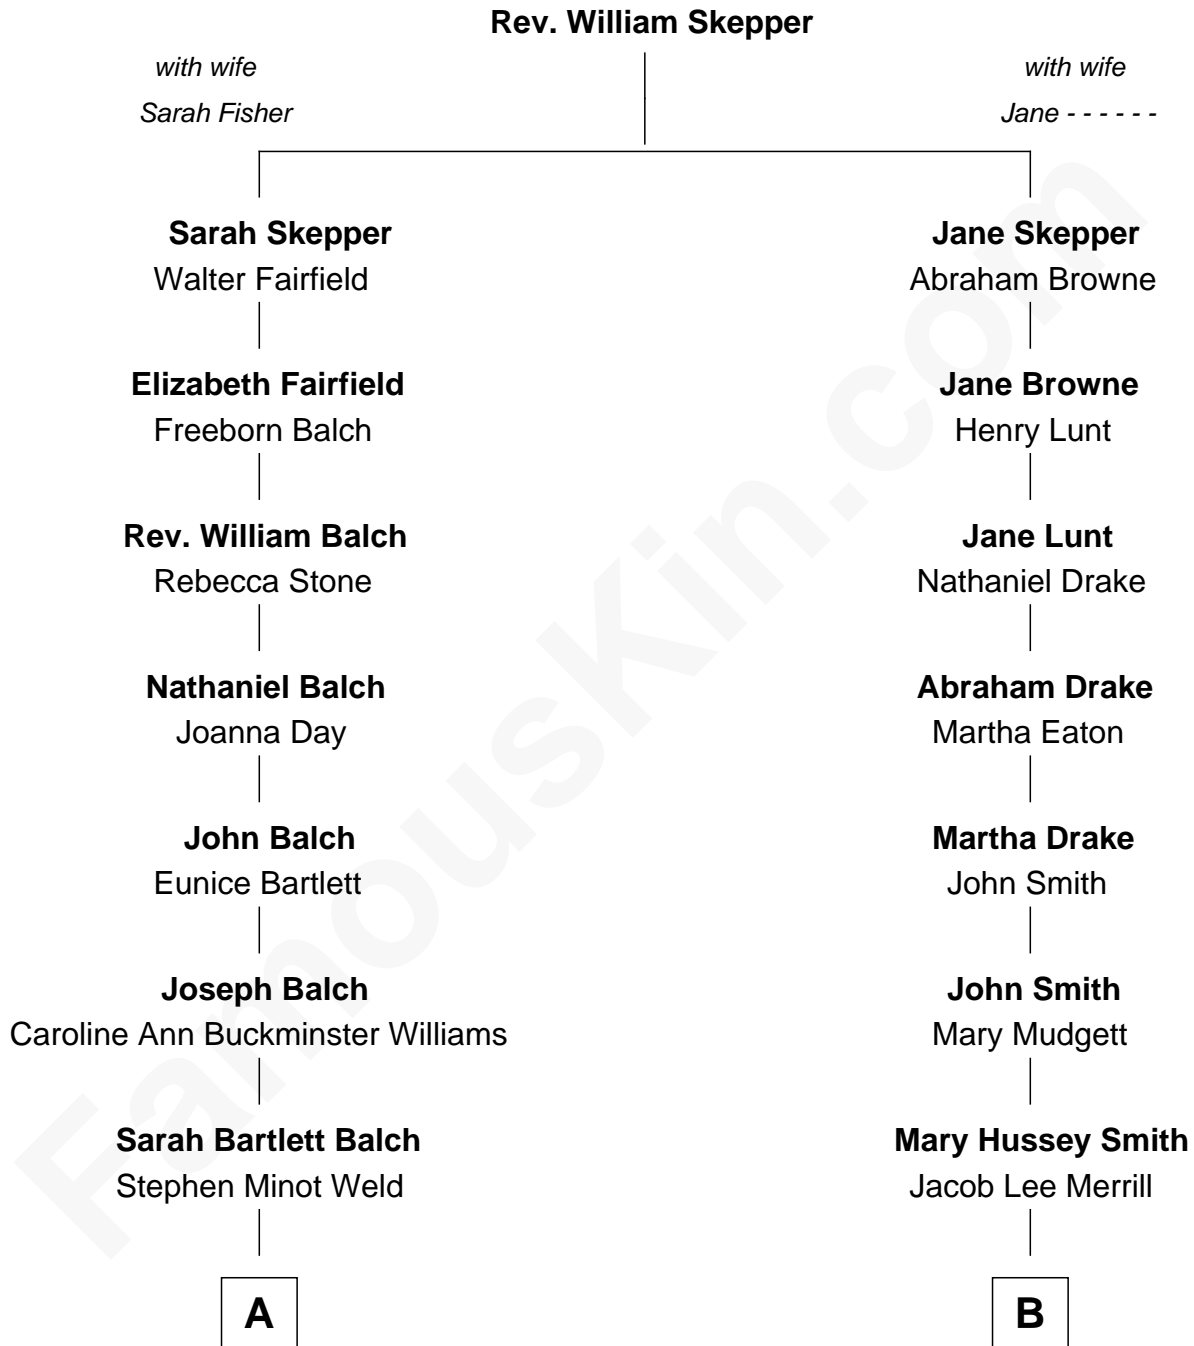 Rev. William Skepper
with wife
Sarah Fisher
with wife
Jane - - - - - -
Sarah Skepper
Walter Fairfield
Jane Skepper
Abraham Browne
Elizabeth Fairfield
Freeborn Balch
Jane Browne
Henry Lunt
Rev. William Balch
Rebecca Stone
Jane Lunt
Nathaniel Drake
Nathaniel Balch
Joanna Day
Abraham Drake
Martha Eaton
John Balch
Eunice Bartlett
Martha Drake
John Smith
Joseph Balch
Caroline Ann Buckminster Williams
John Smith
Mary Mudgett
Sarah Bartlett Balch
Stephen Minot Weld
Mary Hussey Smith
Jacob Lee Merrill
A
B
FamousKin.com